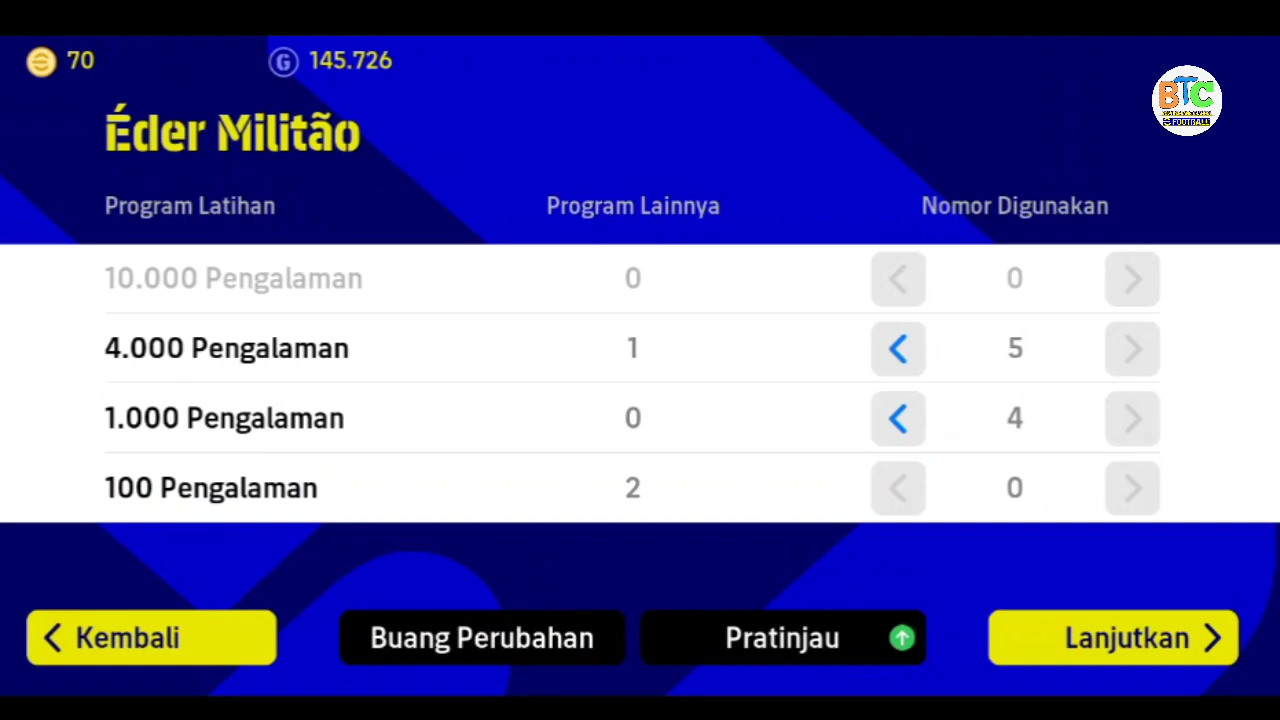 70
145.726
BTC
FOOTBALL
Éder Militão
Program Latihan Program Lainnya Nomor Digunakan
10.000 Pengalaman 0 0
4.000 Pengalaman 1 5
1.000 Pengalaman 0 4
100 Pengalaman 2 0
Kembali Buang Perubahan Pratinjau Lanjutkan